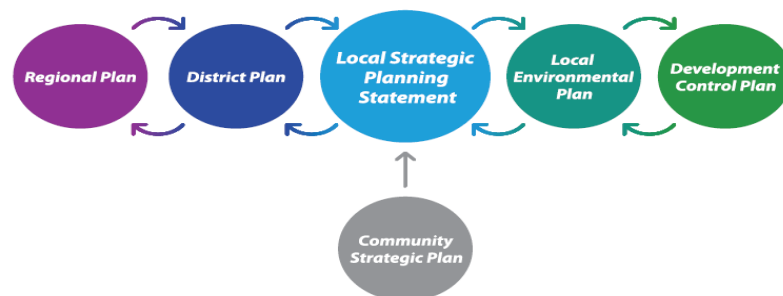 Regional Plan
District Plan
Local Strategic
Planning
Statement
Local
Environmental
Plan
Development
Control Plan
Community
Strategic Plan